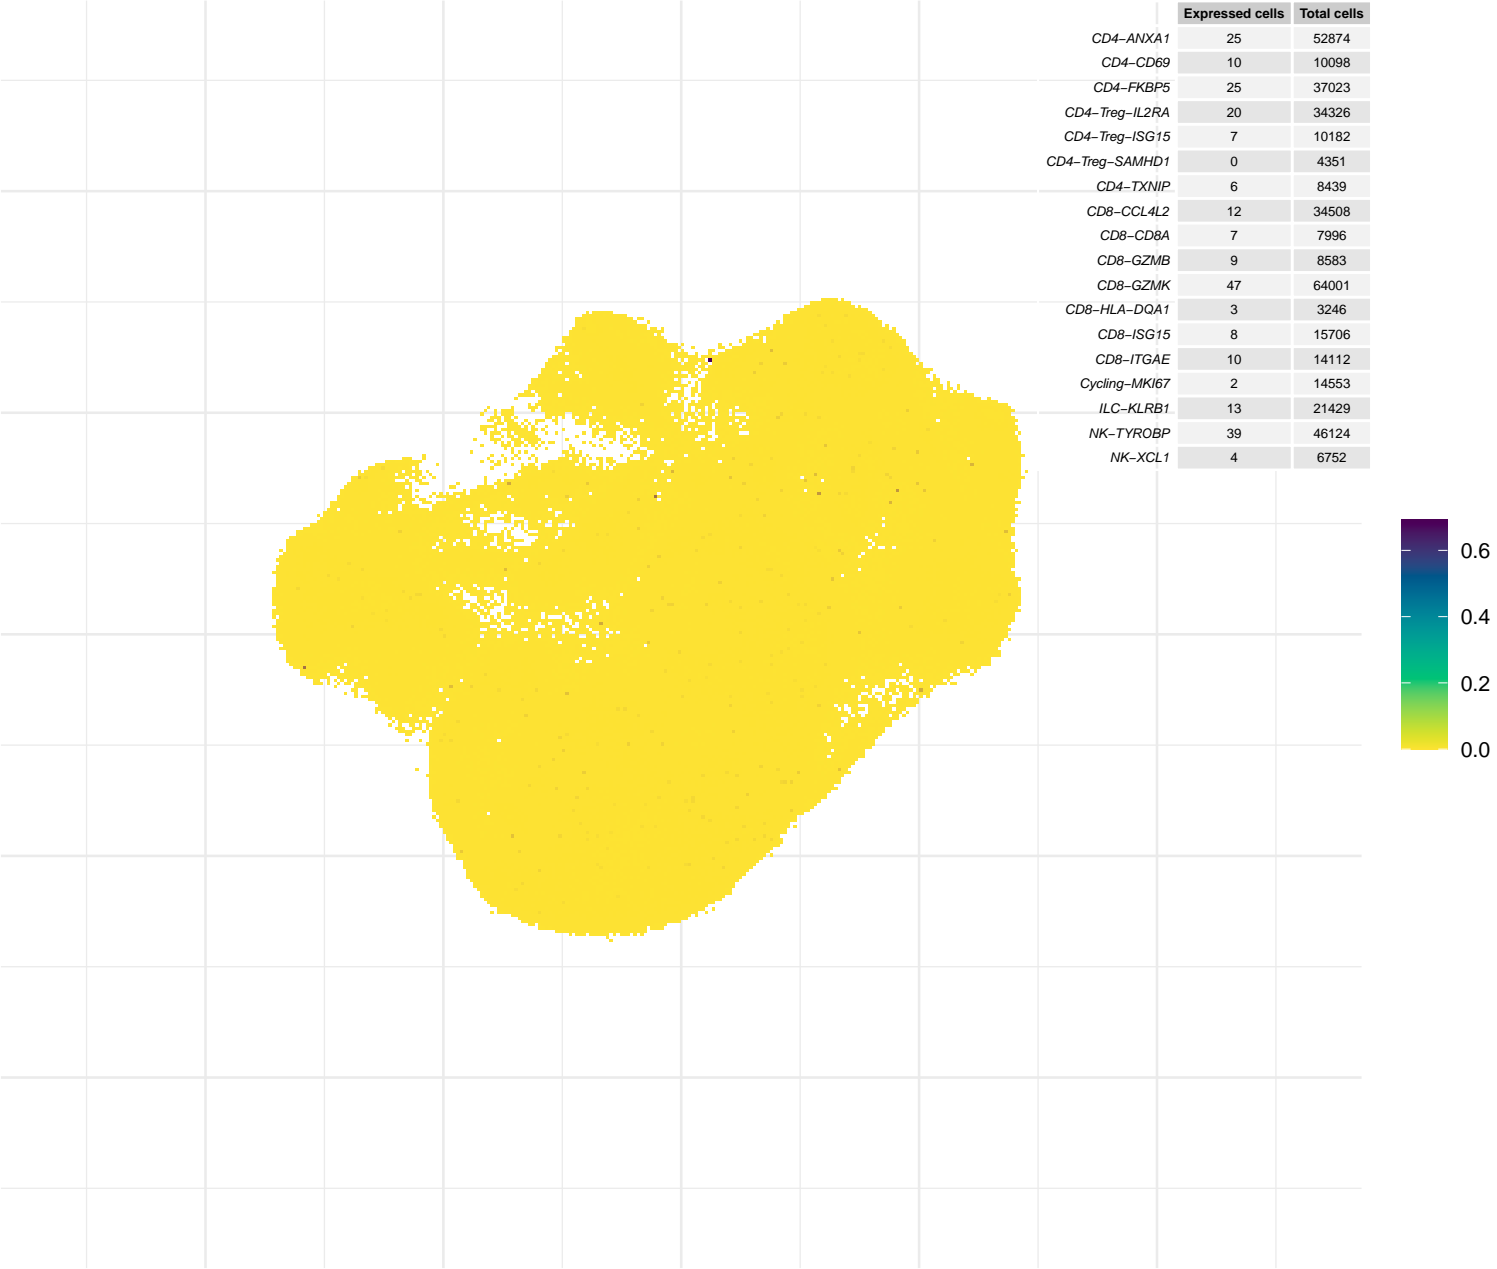 Expressed cells Total cells
CD4−ANXA1 25 52874
CD4−CD69 10 10098
CD4−FKBP5 25 37023
CD4−Treg−IL2RA 20 34326
CD4−Treg−ISG15 7 10182
CD4−Treg−SAMHD1 0 4351
CD4−TXNIP 6 8439
CD8−CCL4L2 12 34508
CD8−CD8A 7 7996
CD8−GZMB 9 8583
CD8−GZMK 47 64001
CD8−HLA−DQA1 3 3246
CD8−ISG15 8 15706
CD8−ITGAE 10 14112
Cycling−MKI67 2 14553
ILC−KLRB1 13 21429
NK−TYROBP 39 46124
NK−XCL1 4 6752
0.6
0.4
0.2
0.0